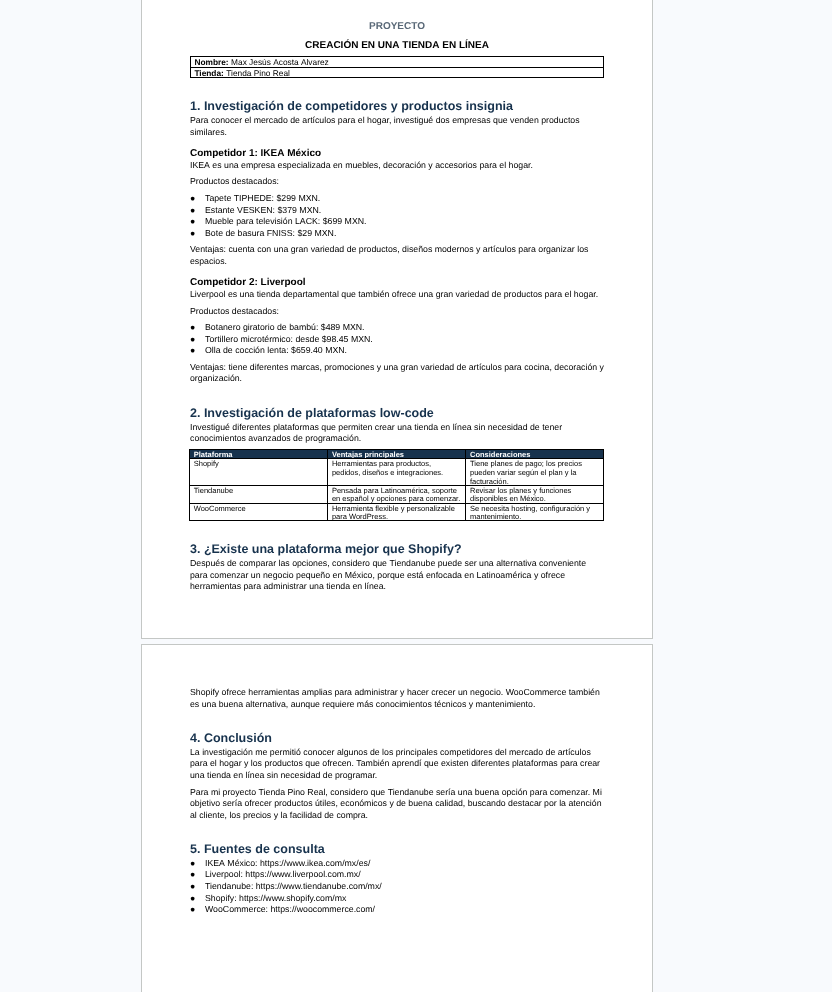 PROYECTO
CREACIÓN EN UNA TIENDA EN LÍNEA
Nombre: Max Jesús Acosta Alvarez
Tienda: Tienda Pino Real
1. Investigación de competidores y productos insignia
Para conocer el mercado de artículos para el hogar, investigué dos empresas que venden productos
similares.
Competidor 1: IKEA México
IKEA es una empresa especializada en muebles, decoración y accesorios para el hogar.
Productos destacados:
● Tapete TIPHEDE: $299 MXN.
● Estante VESKEN: $379 MXN.
● Mueble para televisión LACK: $699 MXN.
● Bote de basura FNISS: $29 MXN.
Ventajas: cuenta con una gran variedad de productos, diseños modernos y artículos para organizar los
espacios.
Competidor 2: Liverpool
Liverpool es una tienda departamental que también ofrece una gran variedad de productos para el hogar.
Productos destacados:
● Botanero giratorio de bambú: $489 MXN.
● Tortillero microtérmico: desde $98.45 MXN.
● Olla de cocción lenta: $659.40 MXN.
Ventajas: tiene diferentes marcas, promociones y una gran variedad de artículos para cocina, decoración y
organización.
2. Investigación de plataformas low-code
Investigué diferentes plataformas que permiten crear una tienda en línea sin necesidad de tener
conocimientos avanzados de programación.
Plataforma Ventajas principales Consideraciones
Shopify Herramientas para productos, Tiene planes de pago; los precios
pedidos, diseños e integraciones. pueden variar según el plan y la
facturación.
Tiendanube Pensada para Latinoamérica, soporte Revisar los planes y funciones
en español y opciones para comenzar. disponibles en México.
WooCommerce Herramienta flexible y personalizable Se necesita hosting, configuración y
para WordPress. mantenimiento.
3. ¿Existe una plataforma mejor que Shopify?
Después de comparar las opciones, considero que Tiendanube puede ser una alternativa conveniente
para comenzar un negocio pequeño en México, porque está enfocada en Latinoamérica y ofrece
herramientas para administrar una tienda en línea.
Shopify ofrece herramientas amplias para administrar y hacer crecer un negocio. WooCommerce también
es una buena alternativa, aunque requiere más conocimientos técnicos y mantenimiento.
4. Conclusión
La investigación me permitió conocer algunos de los principales competidores del mercado de artículos
para el hogar y los productos que ofrecen. También aprendí que existen diferentes plataformas para crear
una tienda en línea sin necesidad de programar.
Para mi proyecto Tienda Pino Real, considero que Tiendanube sería una buena opción para comenzar. Mi
objetivo sería ofrecer productos útiles, económicos y de buena calidad, buscando destacar por la atención
al cliente, los precios y la facilidad de compra.
5. Fuentes de consulta
● IKEA México: https://www.ikea.com/mx/es/
● Liverpool: https://www.liverpool.com.mx/
● Tiendanube: https://www.tiendanube.com/mx/
● Shopify: https://www.shopify.com/mx
● WooCommerce: https://woocommerce.com/